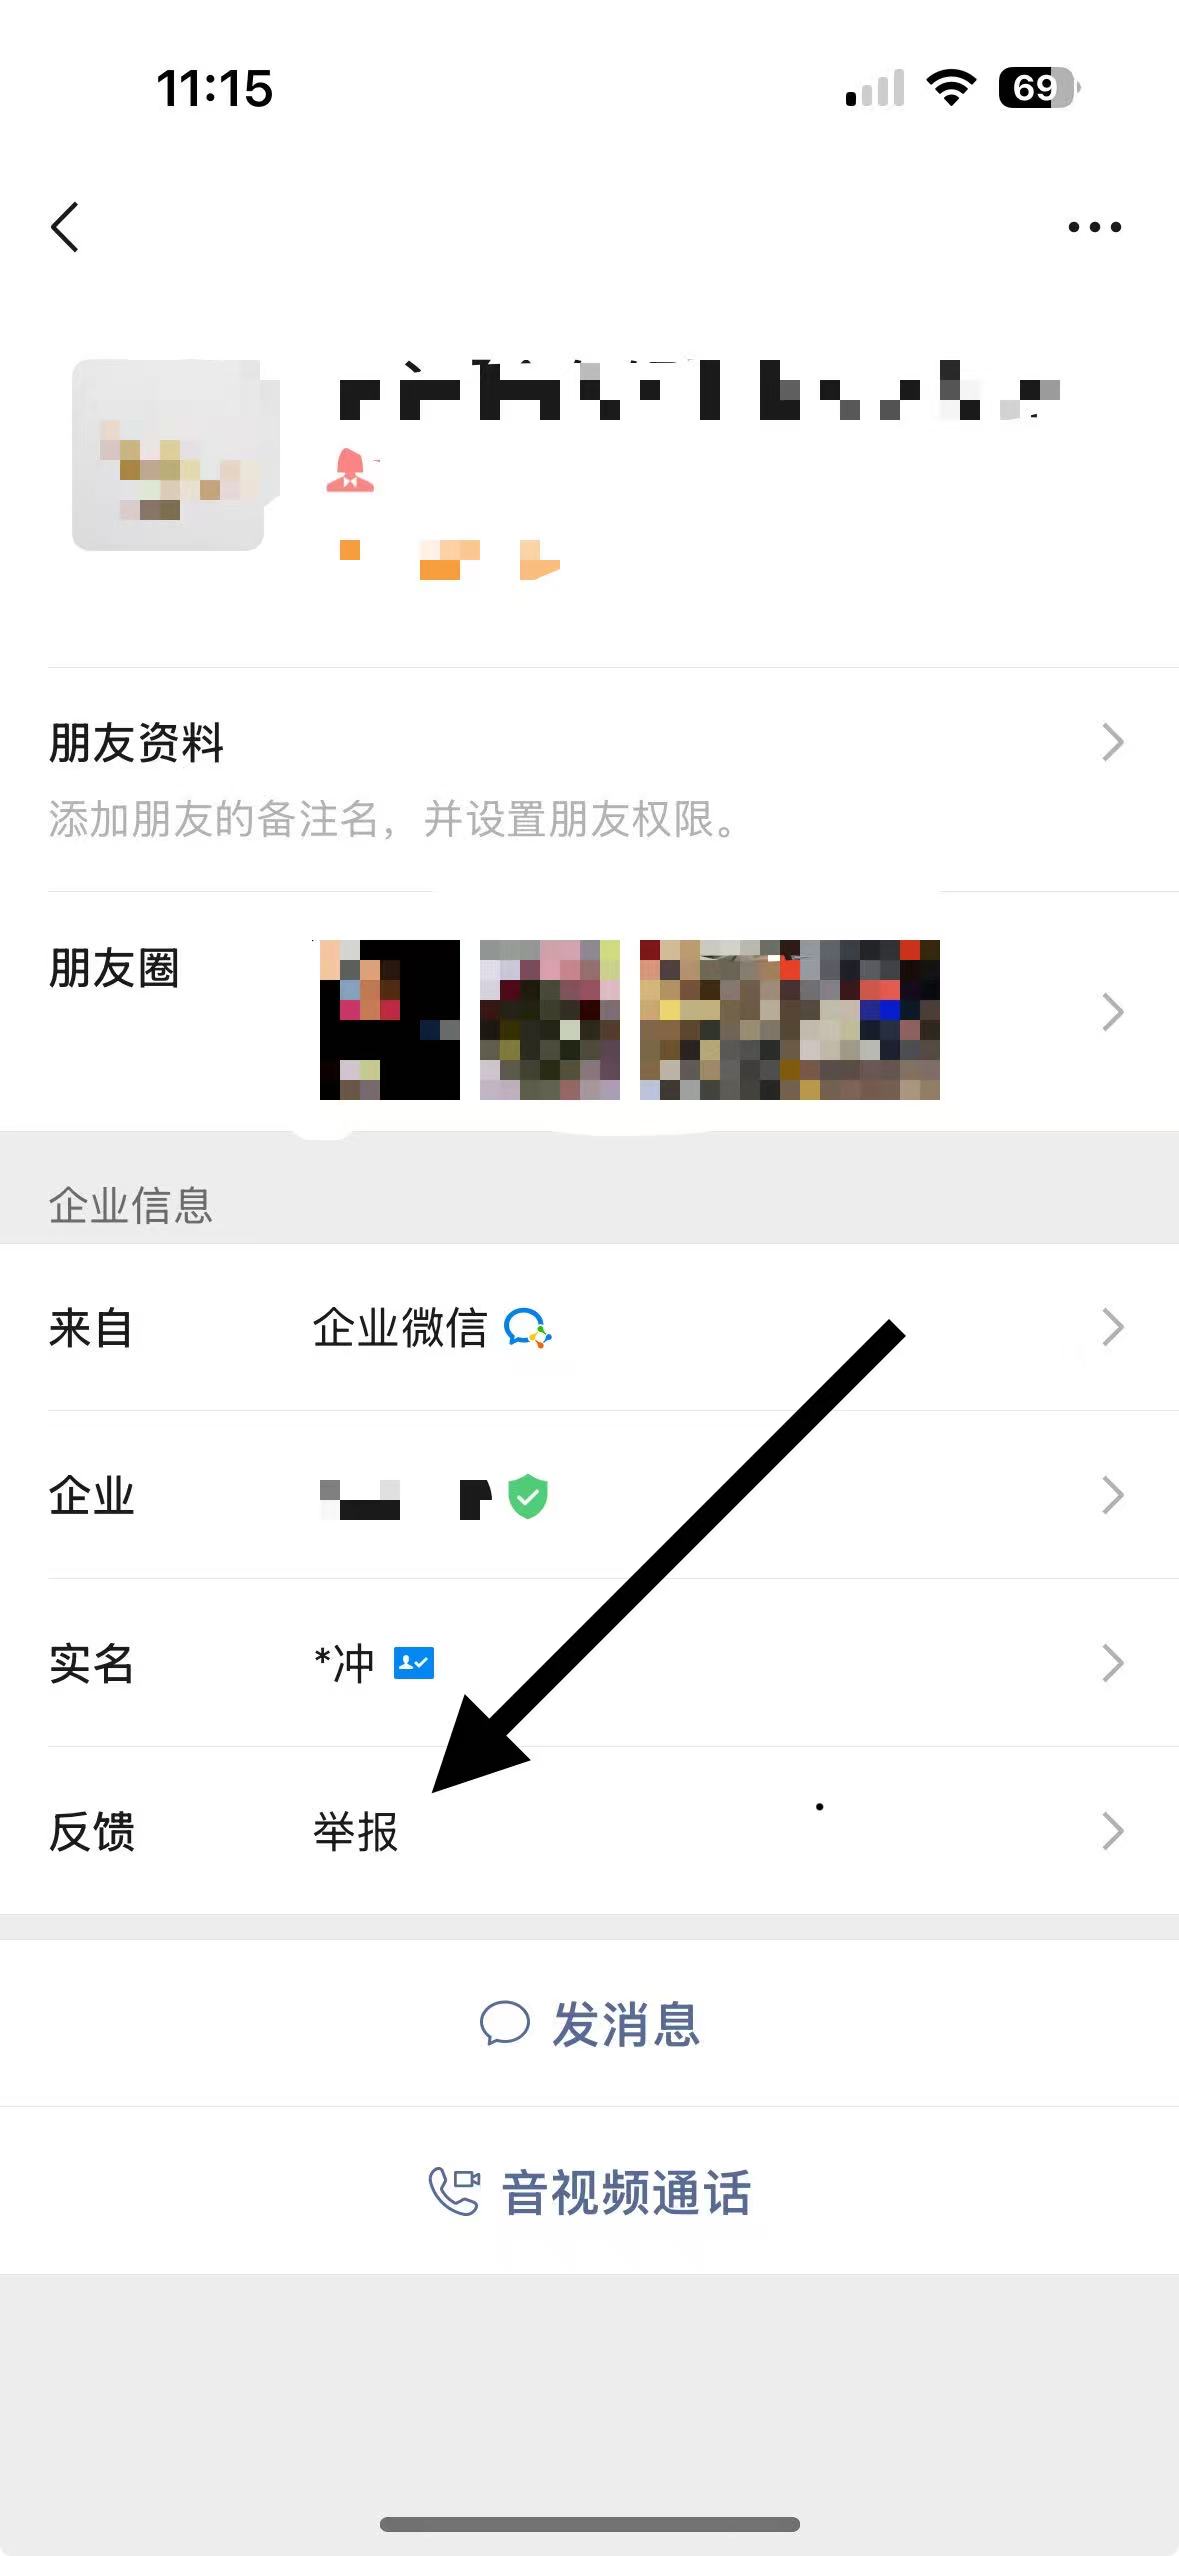 11:15
69
朋友资料
添加朋友的备注名，并设置朋友权限。
朋友圈
企业信息
来自 企业微信
企业
实名 *冲
反馈 举报
发消息
音视频通话